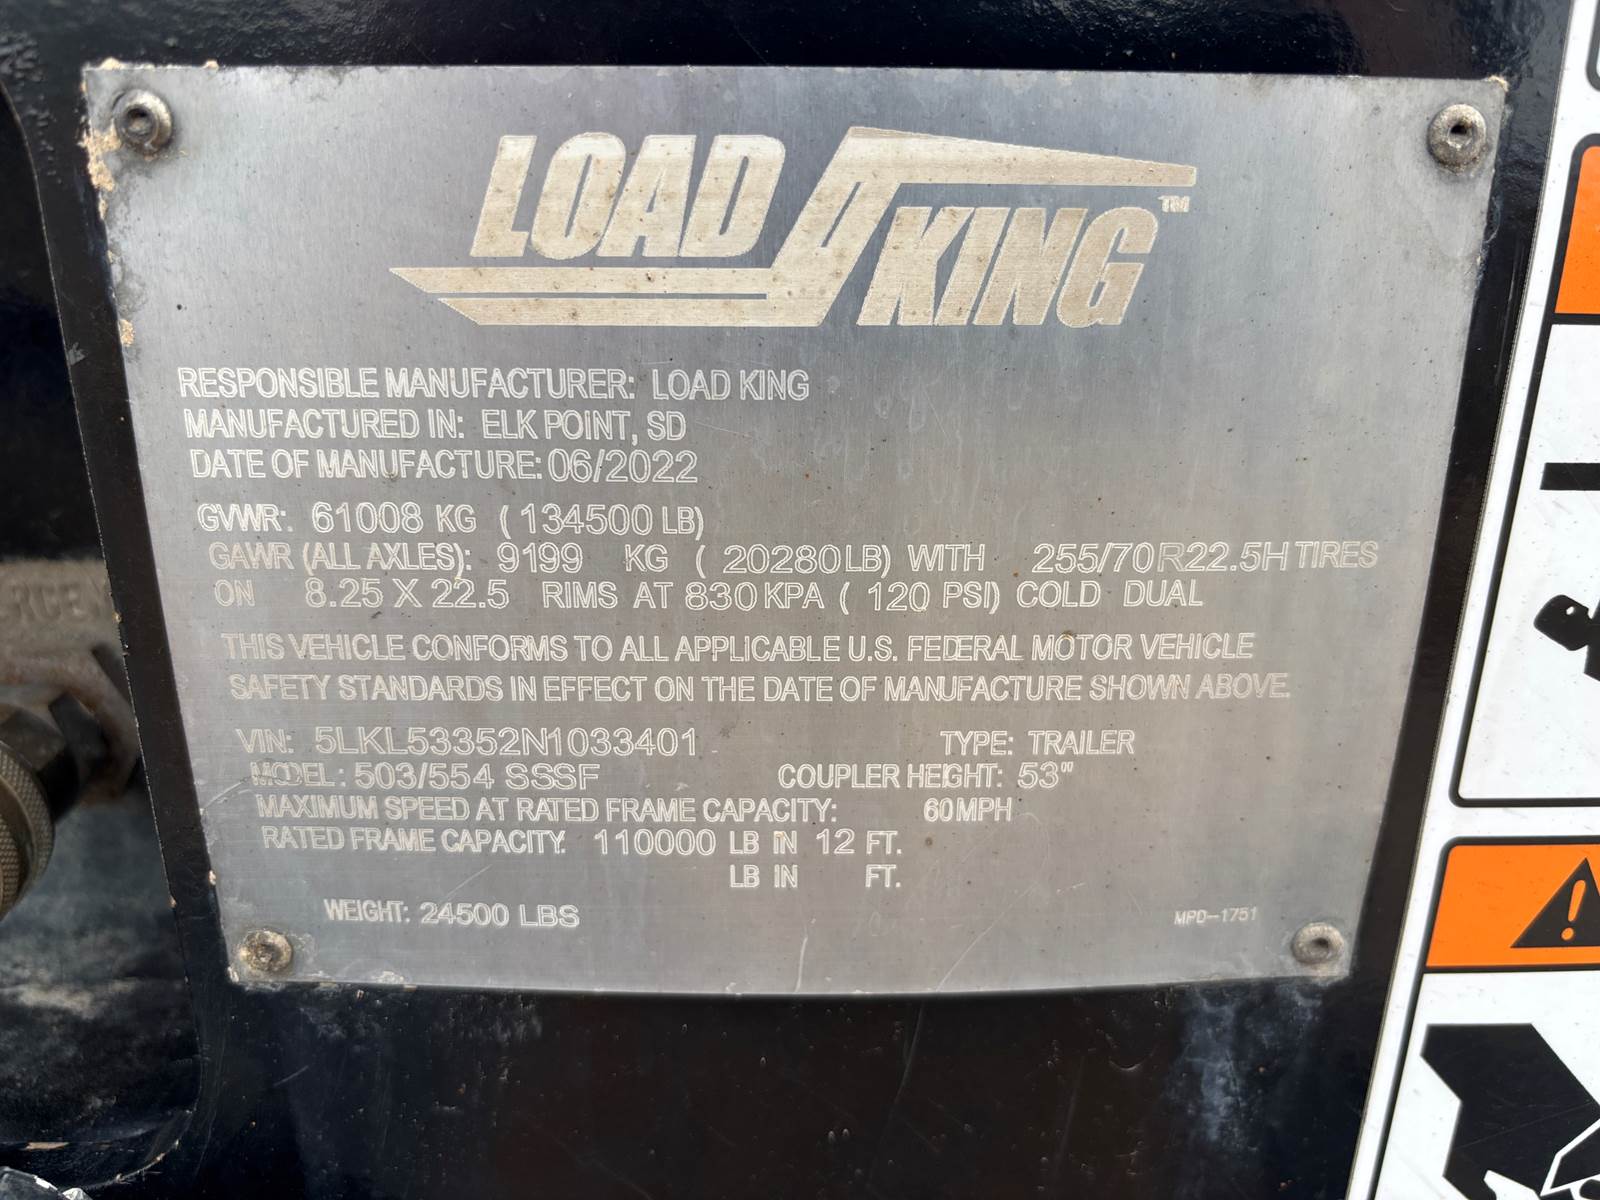 LOAD KING™
RESPONSIBLE MANUFACTURER: LOAD KING
MANUFACTURED IN: ELK POINT, SD
DATE OF MANUFACTURE: 06/2022
GVWR: 61008 KG (134500 LB)
GAWR (ALL AXLES): 9199 KG (20280LB) WITH 255/70R22.5H TIRES
ON 8.25 X 22.5 RIMS AT 830 KPA (120 PSI) COLD DUAL
THIS VEHICLE CONFORMS TO ALL APPLICABLE U.S. FEDERAL MOTOR VEHICLE
SAFETY STANDARDS IN EFFECT ON THE DATE OF MANUFACTURE SHOWN ABOVE.
VIN: 5LKL53352N1033401 TYPE: TRAILER
MODEL: 503/554 SSSF COUPLER HEIGHT: 53"
MAXIMUM SPEED AT RATED FRAME CAPACITY: 60MPH
RATED FRAME CAPACITY: 110000 LB IN 12 FT.
LB IN FT.
WEIGHT: 24500 LBS
MPD-1751